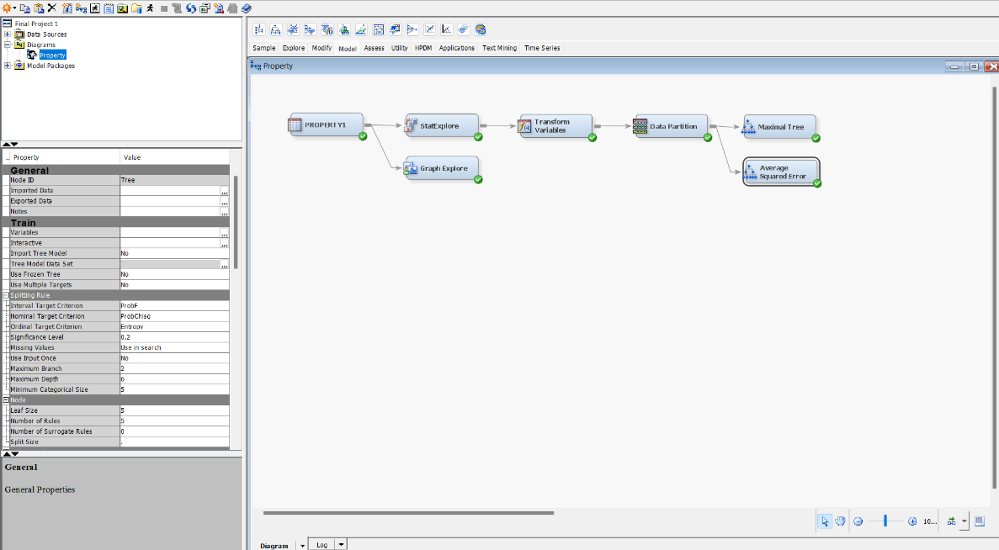 Final Project 1
Data Sources
Diagrams
Property
Model Packages
.. Property Value
General
Node ID Tree
Imported Data ...
Exported Data ...
Notes ...
Train
Variables ...
Interactive ...
Import Tree Model No
Tree Model Data Set ...
Use Frozen Tree No
Use Multiple Targets No
Splitting Rule
Interval Target Criterion ProbF
Nominal Target Criterion ProbChisq
Ordinal Target Criterion Entropy
Significance Level 0.2
Missing Values Use in search
Use Input Once No
Maximum Branch 2
Maximum Depth 6
Minimum Categorical Size 5
Node
Leaf Size 5
Number of Rules 5
Number of Surrogate Rules 0
Split Size .
General
General Properties
Sample Explore Modify Model Assess Utility HPDM Applications Text Mining Time Series
Property
PROPERTY1
StatExplore
Transform
Variables
Data Partition
Maximal Tree
Graph Explore
Average
Squared Error
10...
Diagram Log